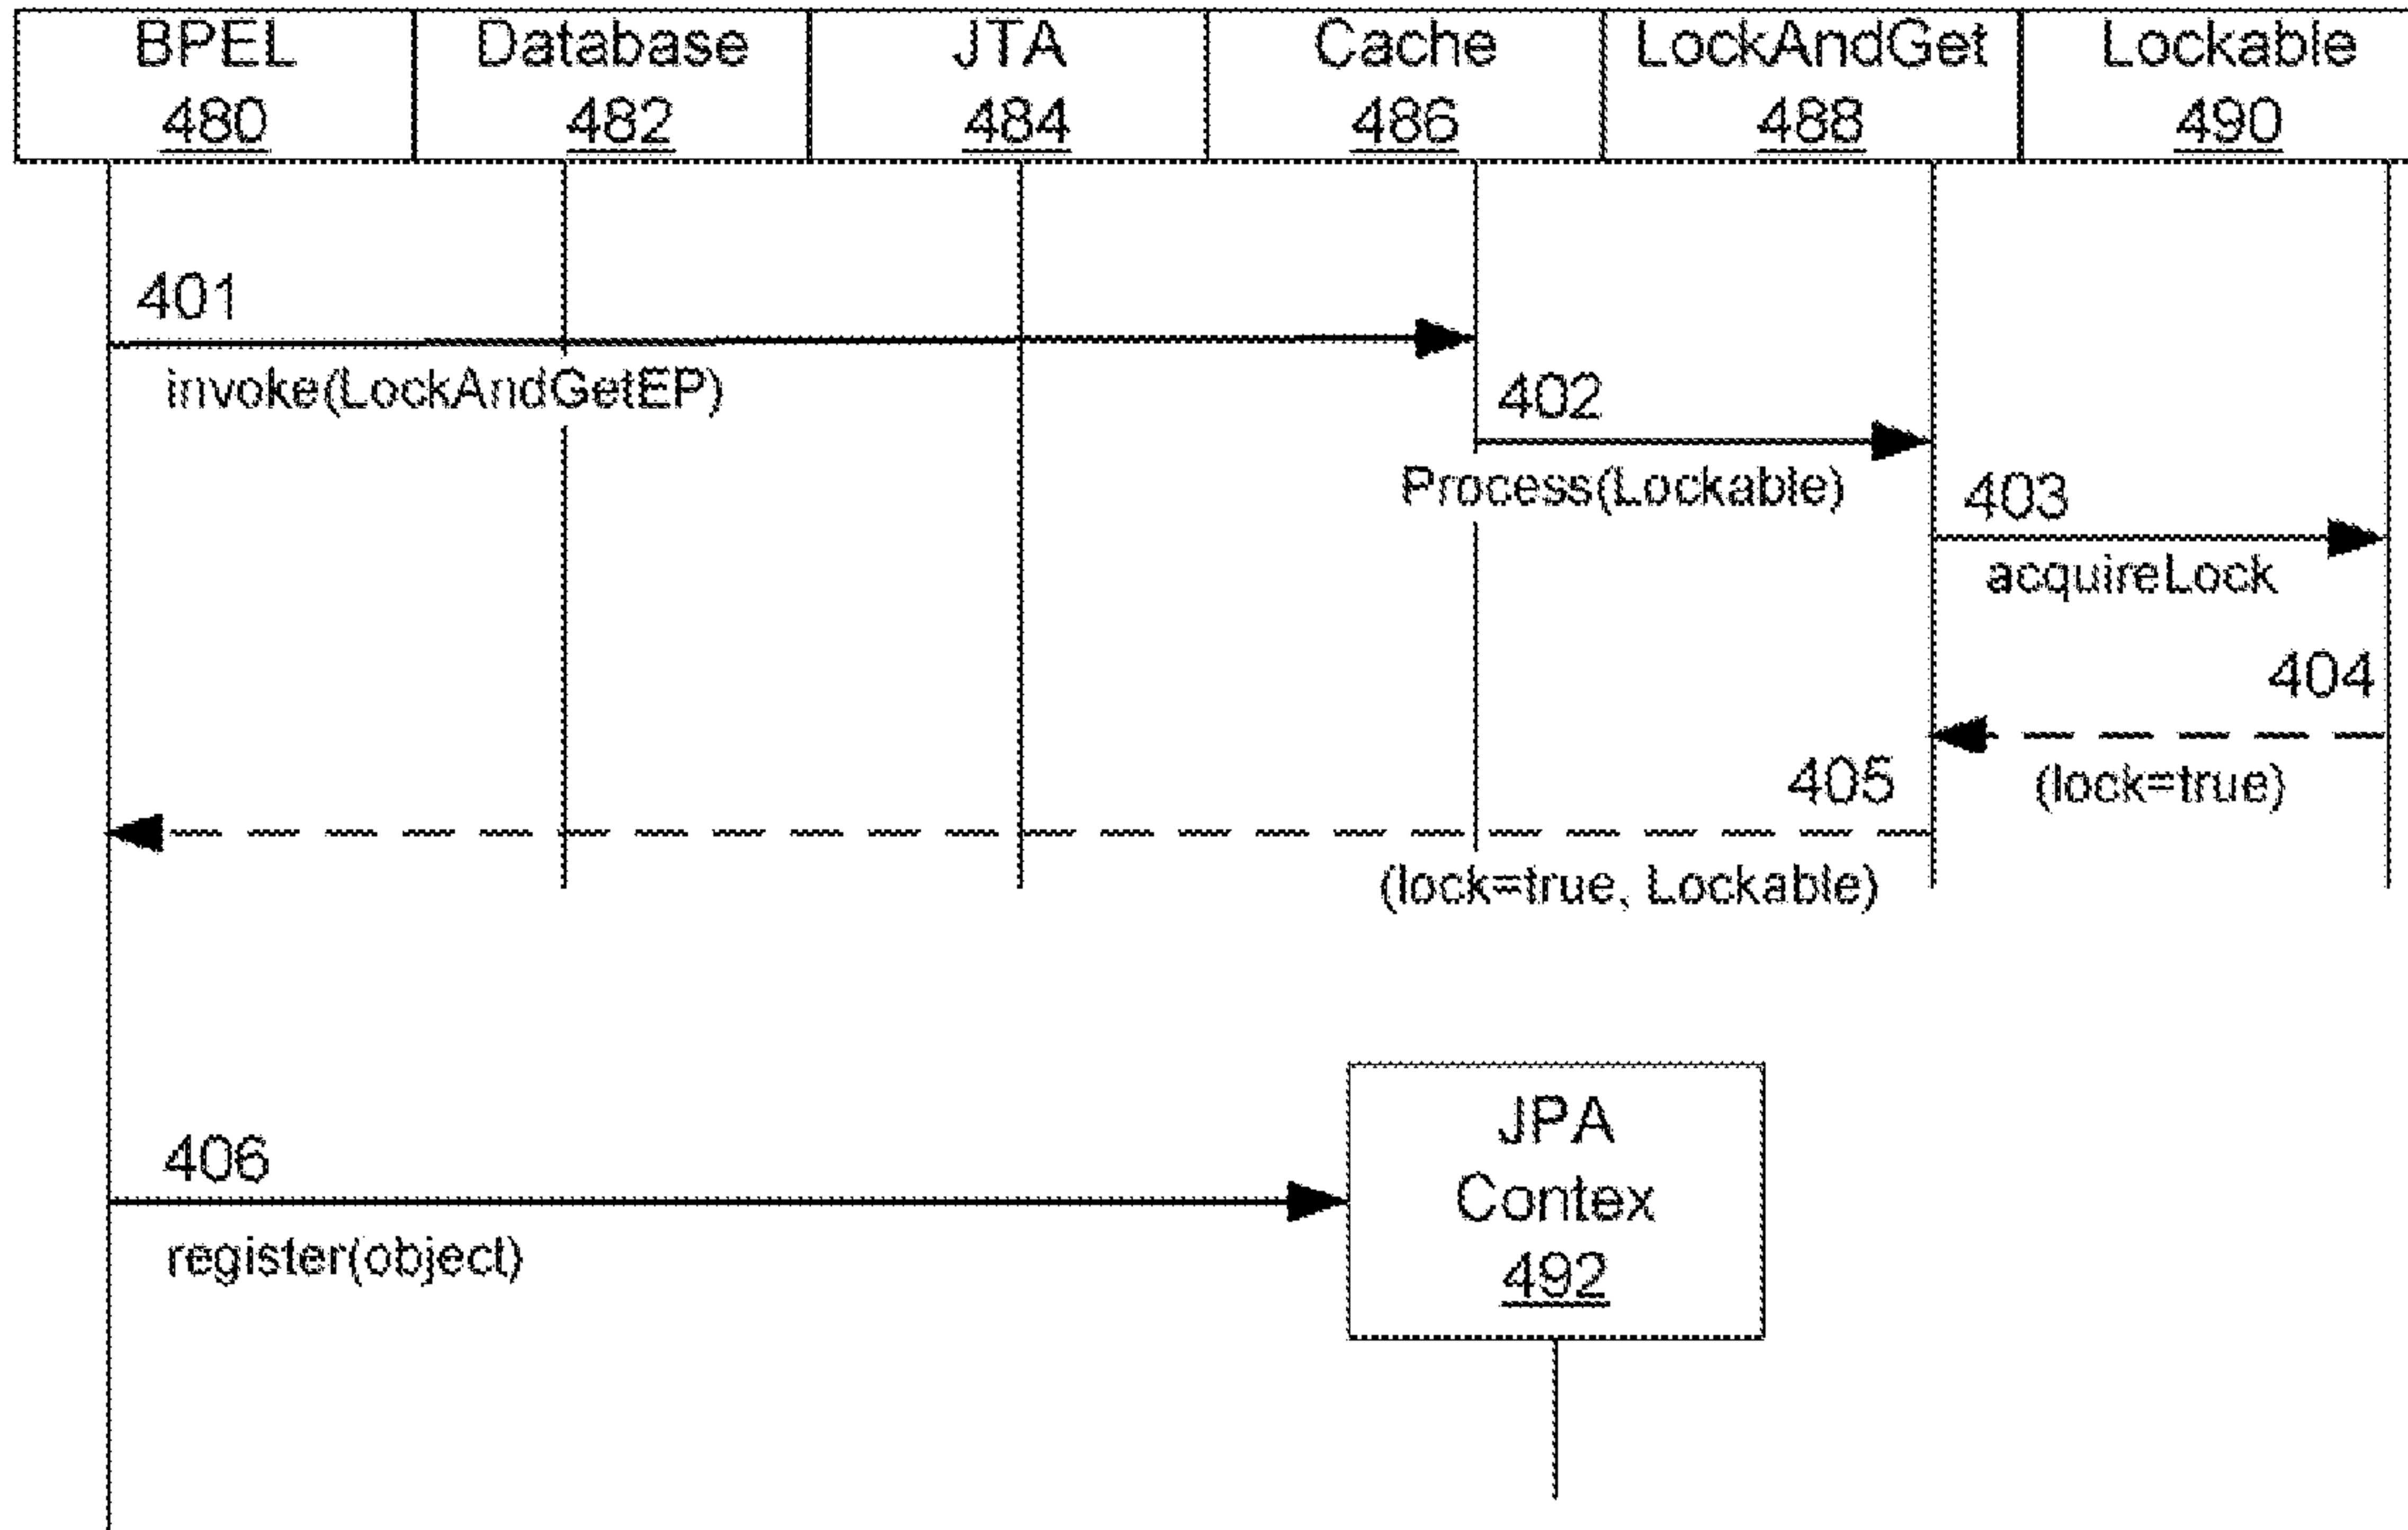 BPEL
480
Database
482
JTA
484
Cache
486
LockAndGet
488
Lockable
490
401
invoke(LockAndGetEP)
402
Process(Lockable)
403
acquireLock
404
(lock=true)
405
(lock=true, Lockable)
406
register(object)
JPA
Contex
492